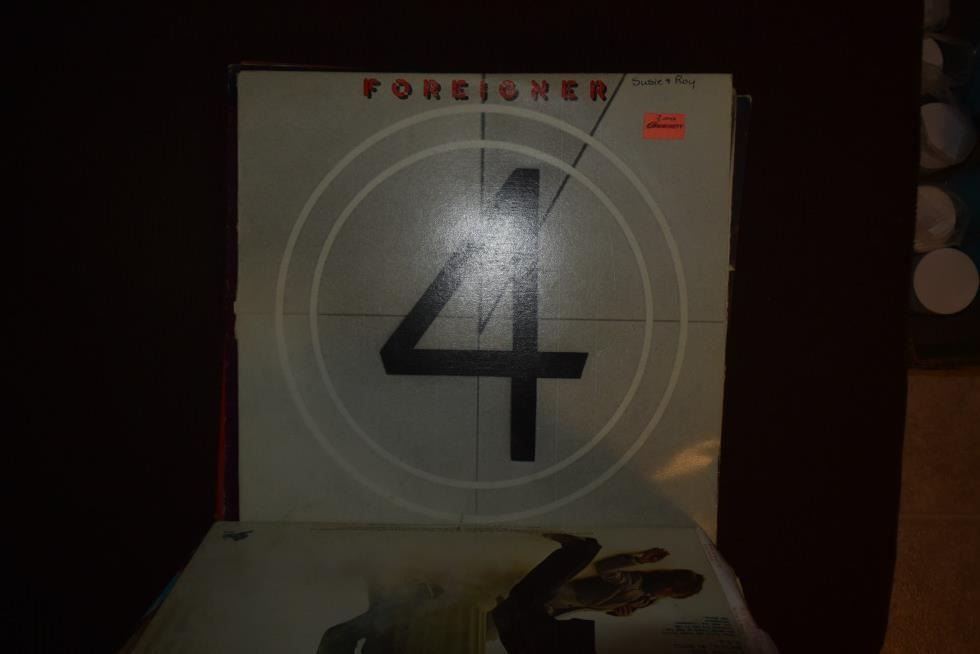 FOREIGNER
Susie & Roy
4